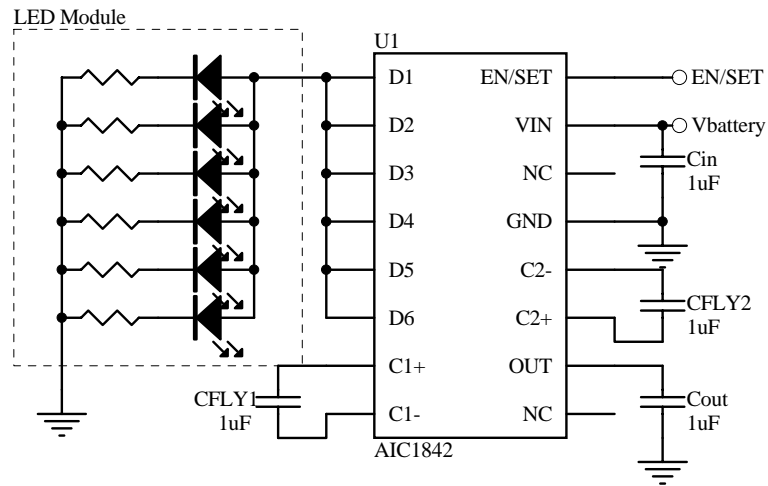 LED Module
U1
D1
EN/SET
EN/SET
D2
VIN
Vbattery
D3
NC
Cin
1uF
D4
GND
D5
C2-
D6
C2+
CFLY2
1uF
C1+
OUT
CFLY1
1uF
C1-
NC
Cout
1uF
AIC1842